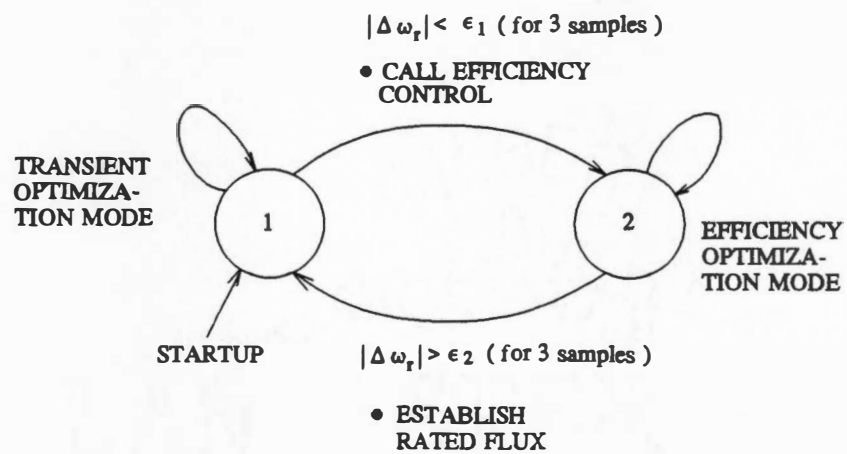 |Δ ω_r| < ϵ_1 ( for 3 samples )
• CALL EFFICIENCY
CONTROL
TRANSIENT
OPTIMIZA-
TION MODE
1
2
EFFICIENCY
OPTIMIZA-
TION MODE
STARTUP
|Δ ω_r| > ϵ_2 ( for 3 samples )
• ESTABLISH
RATED FLUX